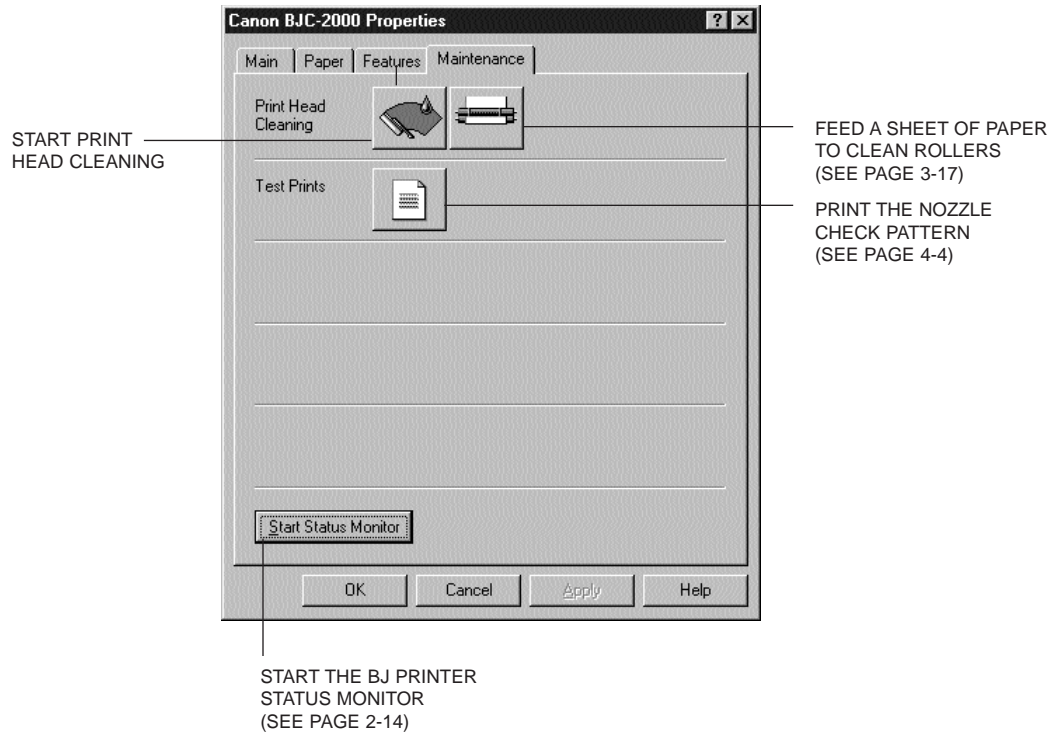 Canon BJC-2000 Properties
Main Paper Features Maintenance
Print Head
Cleaning
START PRINT
HEAD CLEANING
FEED A SHEET OF PAPER
TO CLEAN ROLLERS
(SEE PAGE 3-17)
Test Prints
PRINT THE NOZZLE
CHECK PATTERN
(SEE PAGE 4-4)
Start Status Monitor
OK Cancel Apply Help
START THE BJ PRINTER
STATUS MONITOR
(SEE PAGE 2-14)